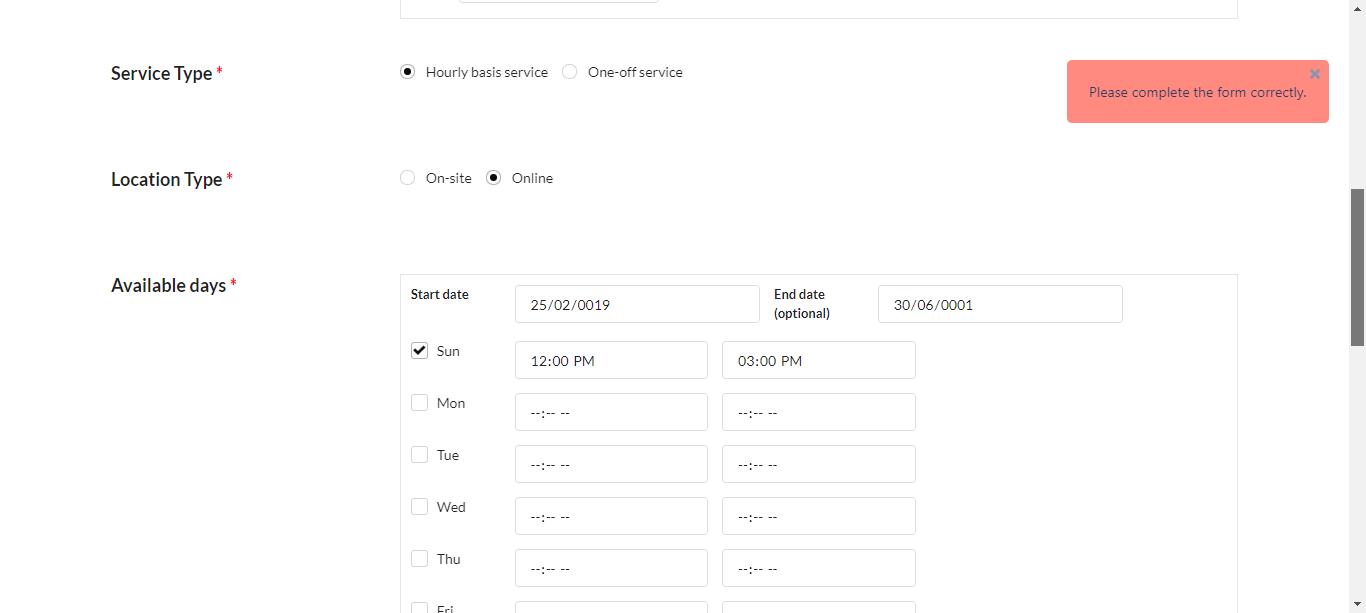 Service Type *
Hourly basis service One-off service
×
Please complete the form correctly.
Location Type *
On-site Online
Available days *
Start date 25/02/0019 End date (optional) 30/06/0001
Sun 12:00 PM 03:00 PM
Mon --:-- -- --:-- --
Tue --:-- -- --:-- --
Wed --:-- -- --:-- --
Thu --:-- -- --:-- --
Fri